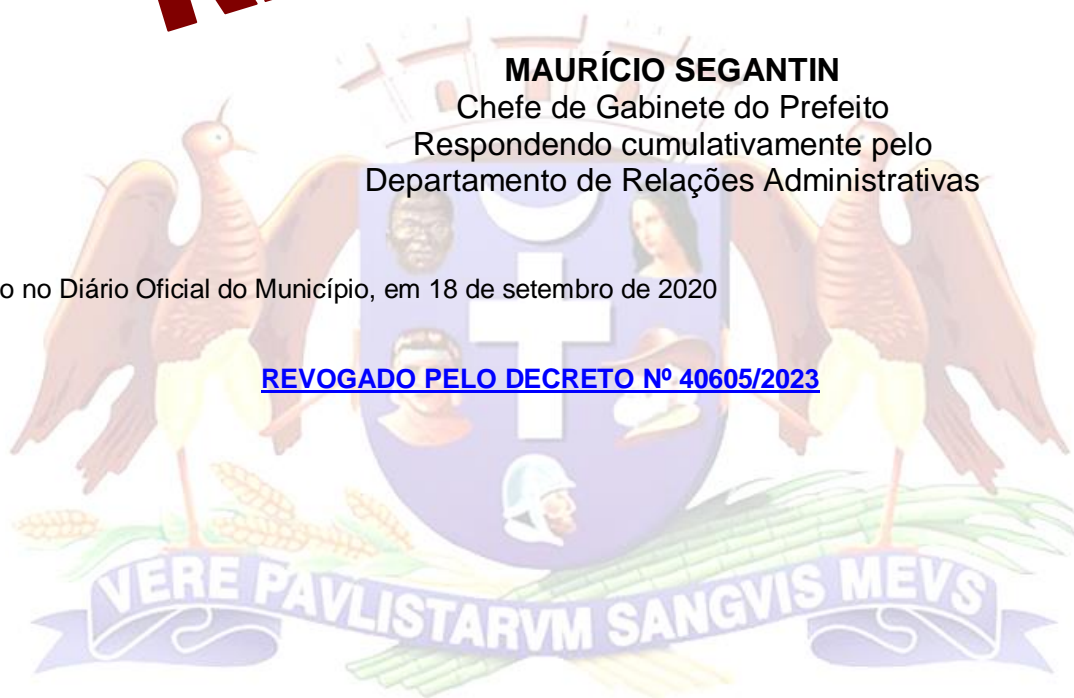 MAURÍCIO SEGANTIN
Chefe de Gabinete do Prefeito
Respondendo cumulativamente pelo
Departamento de Relações Administrativas
o no Diário Oficial do Município, em 18 de setembro de 2020
REVOGADO PELO DECRETO Nº 40605/2023
VERE PAVLISTARVM SANGVIS MEVS